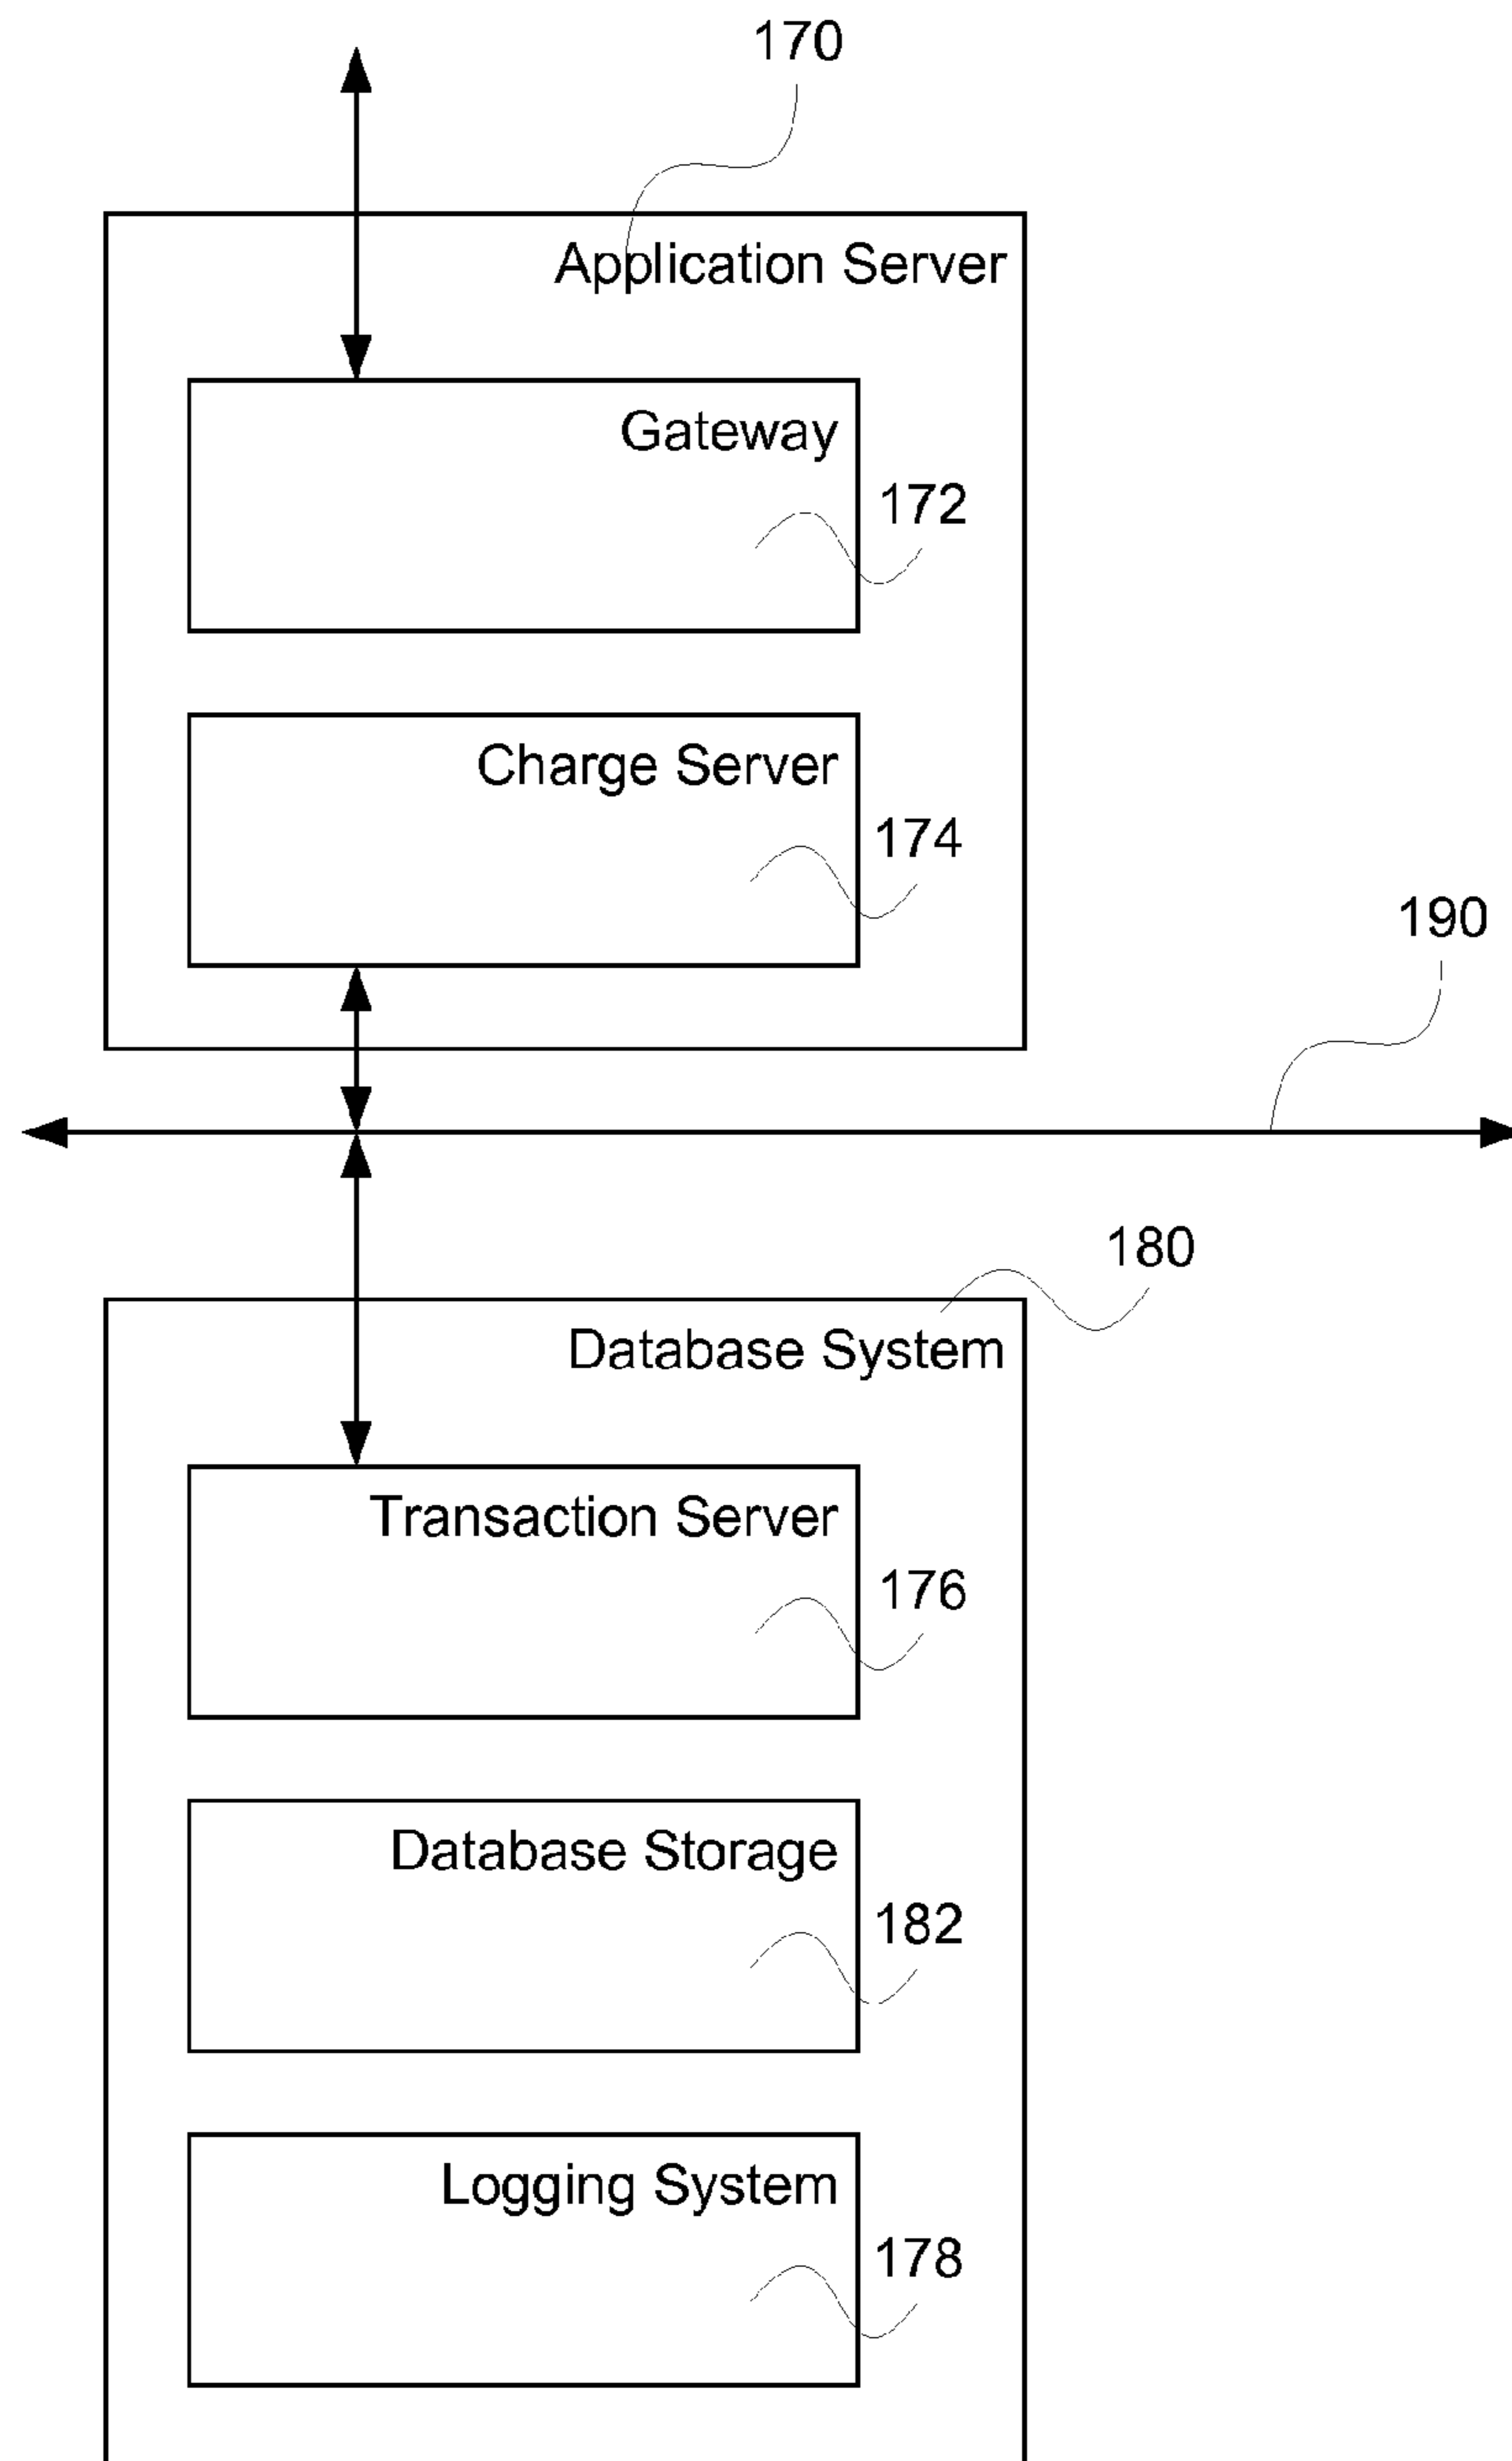 170
Application Server
Gateway
172
Charge Server
174
190
180
Database System
Transaction Server
176
Database Storage
182
Logging System
178